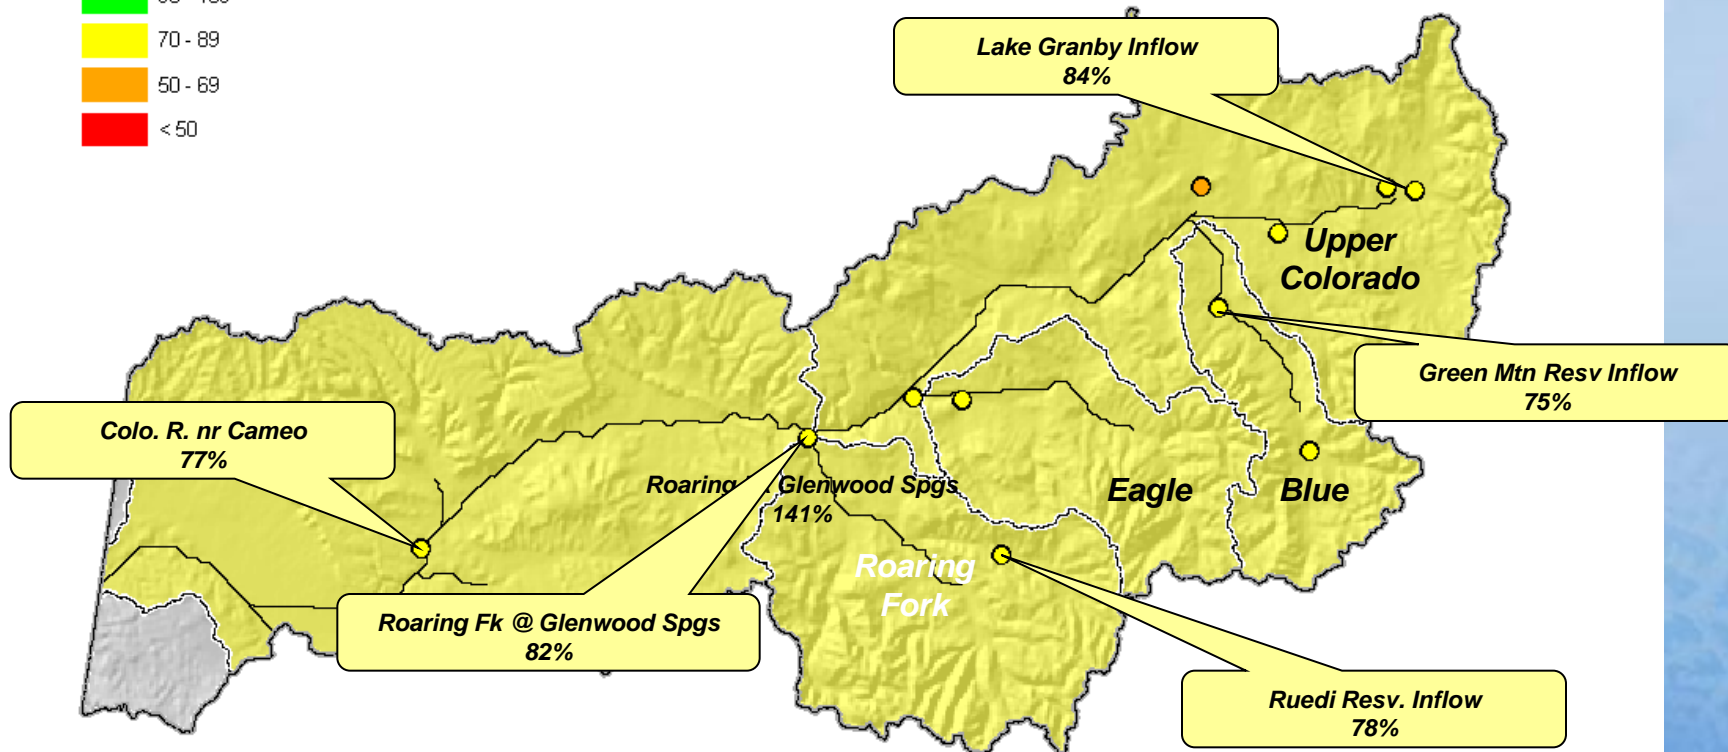 70 - 89
50 - 69
< 50
Lake Granby Inflow
84%
Upper
Colorado
Green Mtn Resv Inflow
75%
Colo. R. nr Cameo
77%
Roaring Glenwood Spgs
141%
Eagle
Blue
Roaring
Fork
Roaring Fk @ Glenwood Spgs
82%
Ruedi Resv. Inflow
78%